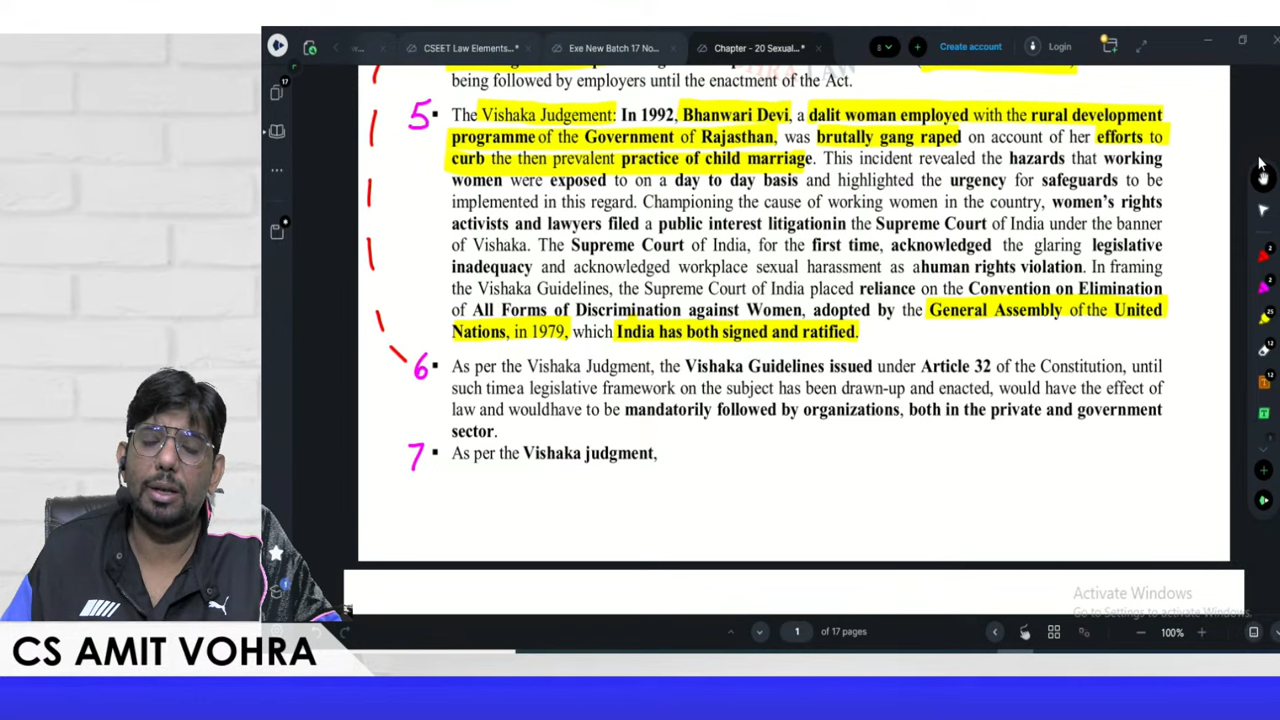 w...
CSEET Law Elements...*
Exe New Batch 17 No...
Chapter - 20 Sexual...*
8
Create account
Login
being followed by employers until the enactment of the Act.
5 ▪ The Vishaka Judgement: In 1992, Bhanwari Devi, a dalit woman employed with the rural development
programme of the Government of Rajasthan, was brutally gang raped on account of her efforts to
curb the then prevalent practice of child marriage. This incident revealed the hazards that working
women were exposed to on a day to day basis and highlighted the urgency for safeguards to be
implemented in this regard. Championing the cause of working women in the country, women's rights
activists and lawyers filed a public interest litigationin the Supreme Court of India under the banner
of Vishaka. The Supreme Court of India, for the first time, acknowledged the glaring legislative
inadequacy and acknowledged workplace sexual harassment as ahuman rights violation. In framing
the Vishaka Guidelines, the Supreme Court of India placed reliance on the Convention on Elimination
of All Forms of Discrimination against Women, adopted by the General Assembly of the United
Nations, in 1979, which India has both signed and ratified.
6 ▪ As per the Vishaka Judgment, the Vishaka Guidelines issued under Article 32 of the Constitution, until
such timea legislative framework on the subject has been drawn-up and enacted, would have the effect of
law and wouldhave to be mandatorily followed by organizations, both in the private and government
sector.
7 ▪ As per the Vishaka judgment,
Activate Windows
Go to Settings to activate Windows.
1 of 17 pages
100%
CS AMIT VOHRA